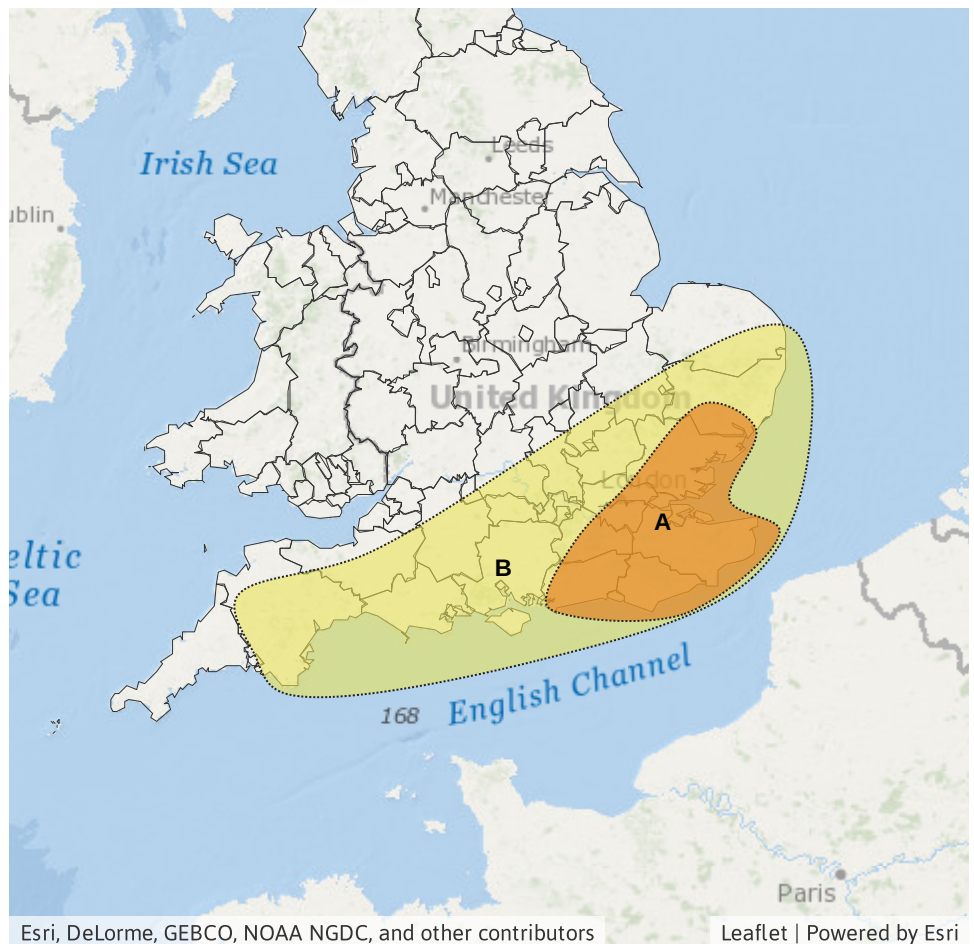 Leeds
Irish Sea
Manchester
ublin
Birmingham
United Kingdom
London
A
eltic
Sea
B
English Channel
168
Paris
Esri, DeLorme, GEBCO, NOAA NGDC, and other contributors
Leaflet | Powered by Esri